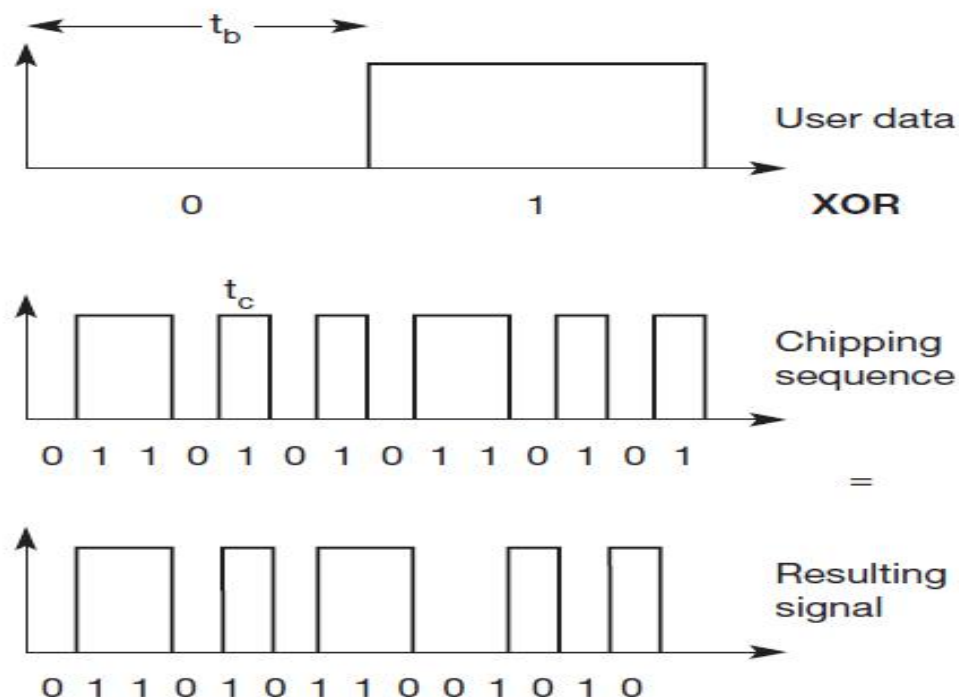 t_b
User data
0 1 XOR
t_c
Chipping
sequence
0 1 1 0 1 0 1 0 1 1 0 1 0 1
=
Resulting
signal
0 1 1 0 1 0 1 1 0 0 1 0 1 0